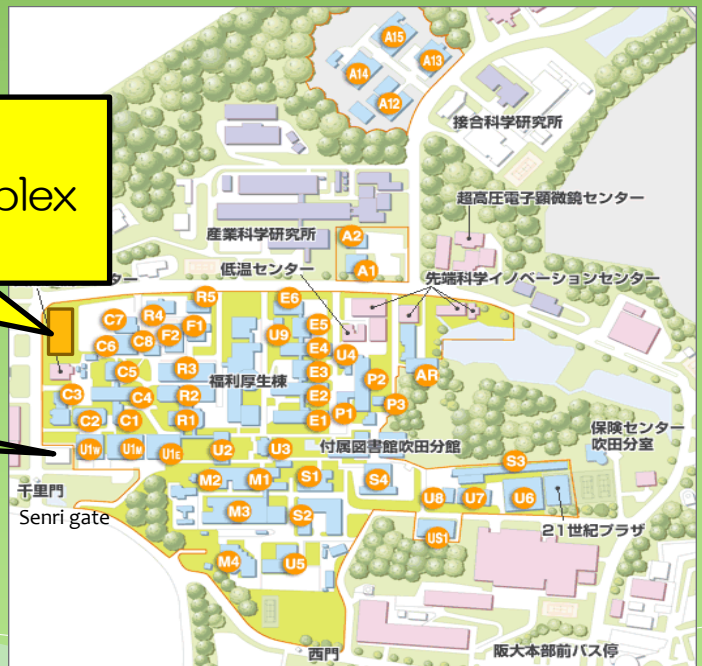 A15
A13
A14
A12
接合科学研究所
超高圧電子顕微鏡センター
産業科学研究所
A2
低温センター
A1
先端科学イノベーションセンター
R5
E6
C7
R4
F1
E5
U9
C6
C8
F2
E4
U4
C5
R3
E3
福利厚生棟
P2
AR
C3
C4
R2
E2
P3
C2
C1
R1
E1
P1
保険センター
吹田分室
付属図書館吹田分館
U1W
U1M
U1E
U2
U3
S3
M2
M1
S1
S4
U8
U7
U6
千里門
Senri gate
M3
S2
US1
21世紀プラザ
M4
U5
西門
阪大本部前バス停